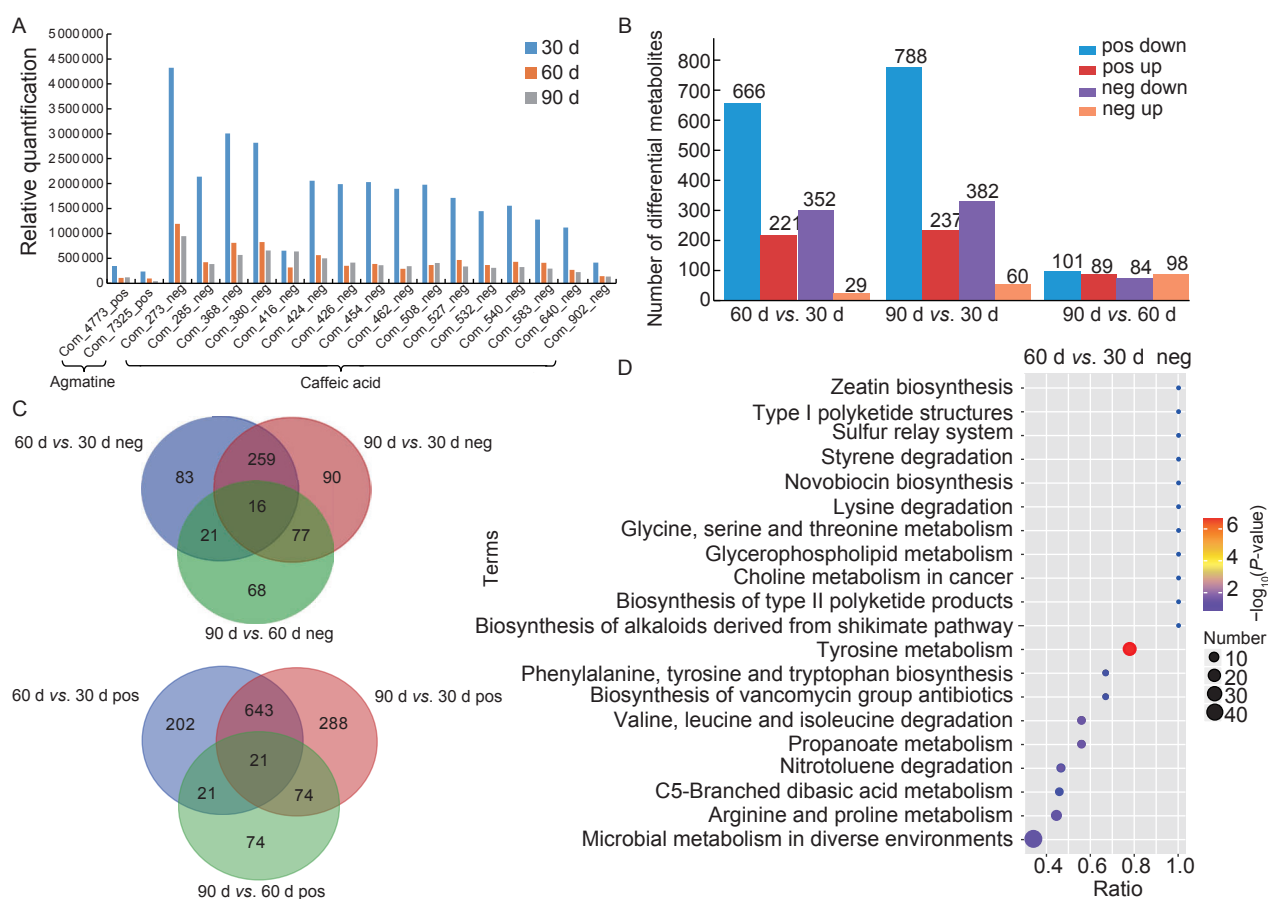 A
Relative quantification
5 000 000
4 500 000
4 000 000
3 500 000
3 000 000
2 500 000
2 000 000
1 500 000
1 000 000
500 000
0
30 d
60 d
90 d
Com_4773_pos
Com_7325_pos
Com_273_neg
Com_285_neg
Com_368_neg
Com_380_neg
Com_416_neg
Com_424_neg
Com_426_neg
Com_454_neg
Com_462_neg
Com_508_neg
Com_527_neg
Com_532_neg
Com_540_neg
Com_583_neg
Com_640_neg
Com_902_neg
Agmatine
Caffeic acid
B
Number of differential metabolites
800
700
600
500
400
300
200
100
0
pos down
pos up
neg down
neg up
666
221
352
29
788
237
382
60
101
89
84
98
60 d vs. 30 d
90 d vs. 30 d
90 d vs. 60 d
C
60 d vs. 30 d neg
90 d vs. 30 d neg
83
259
90
16
21
77
68
90 d vs. 60 d neg
60 d vs. 30 d pos
90 d vs. 30 d pos
202
643
288
21
21
74
74
90 d vs. 60 d pos
D
60 d vs. 30 d neg
Terms
Zeatin biosynthesis
Type I polyketide structures
Sulfur relay system
Styrene degradation
Novobiocin biosynthesis
Lysine degradation
Glycine, serine and threonine metabolism
Glycerophospholipid metabolism
Choline metabolism in cancer
Biosynthesis of type II polyketide products
Biosynthesis of alkaloids derived from shikimate pathway
Tyrosine metabolism
Phenylalanine, tyrosine and tryptophan biosynthesis
Biosynthesis of vancomycin group antibiotics
Valine, leucine and isoleucine degradation
Propanoate metabolism
Nitrotoluene degradation
C5-Branched dibasic acid metabolism
Arginine and proline metabolism
Microbial metabolism in diverse environments
0.4 0.6 0.8 1.0
Ratio
6
4
2
−log10(P-value)
Number
10
20
30
40